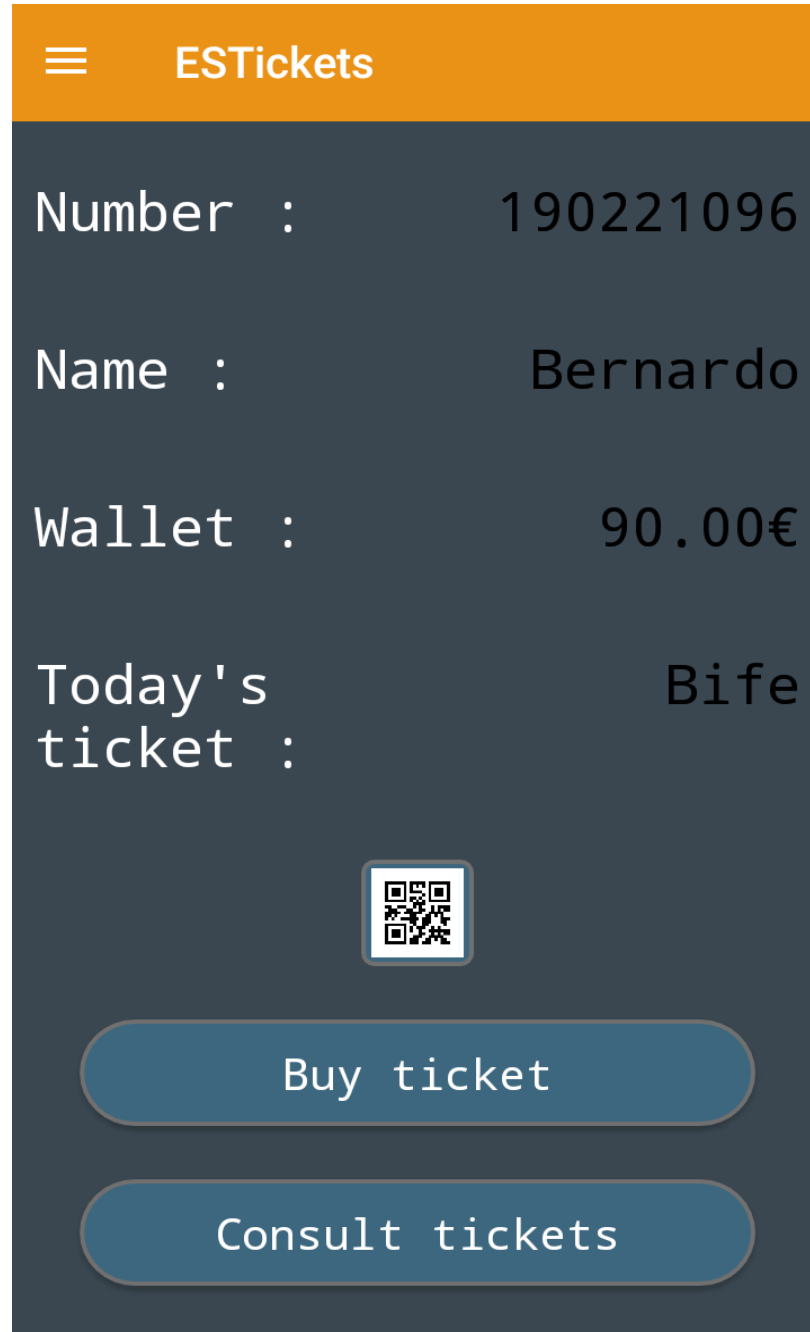 ESTickets
Number : 190221096
Name : Bernardo
Wallet : 90.00€
Today's Bife
ticket :
Buy ticket
Consult tickets